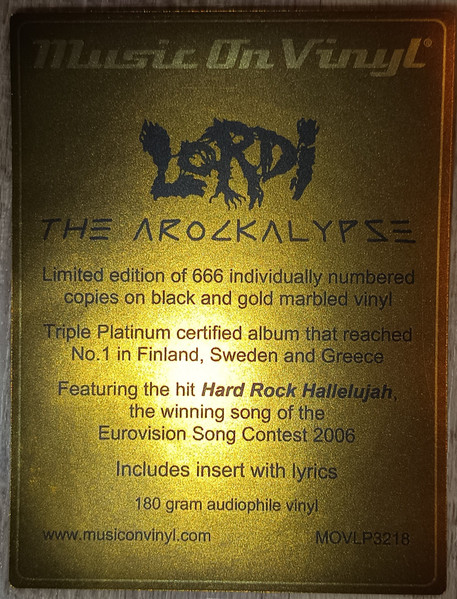 Music On Vinyl®
LORDI
THE AROCKALYPSE
Limited edition of 666 individually numbered
copies on black and gold marbled vinyl
Triple Platinum certified album that reached
No.1 in Finland, Sweden and Greece
Featuring the hit Hard Rock Hallelujah,
the winning song of the
Eurovision Song Contest 2006
Includes insert with lyrics
180 gram audiophile vinyl
www.musiconvinyl.com MOVLP3218